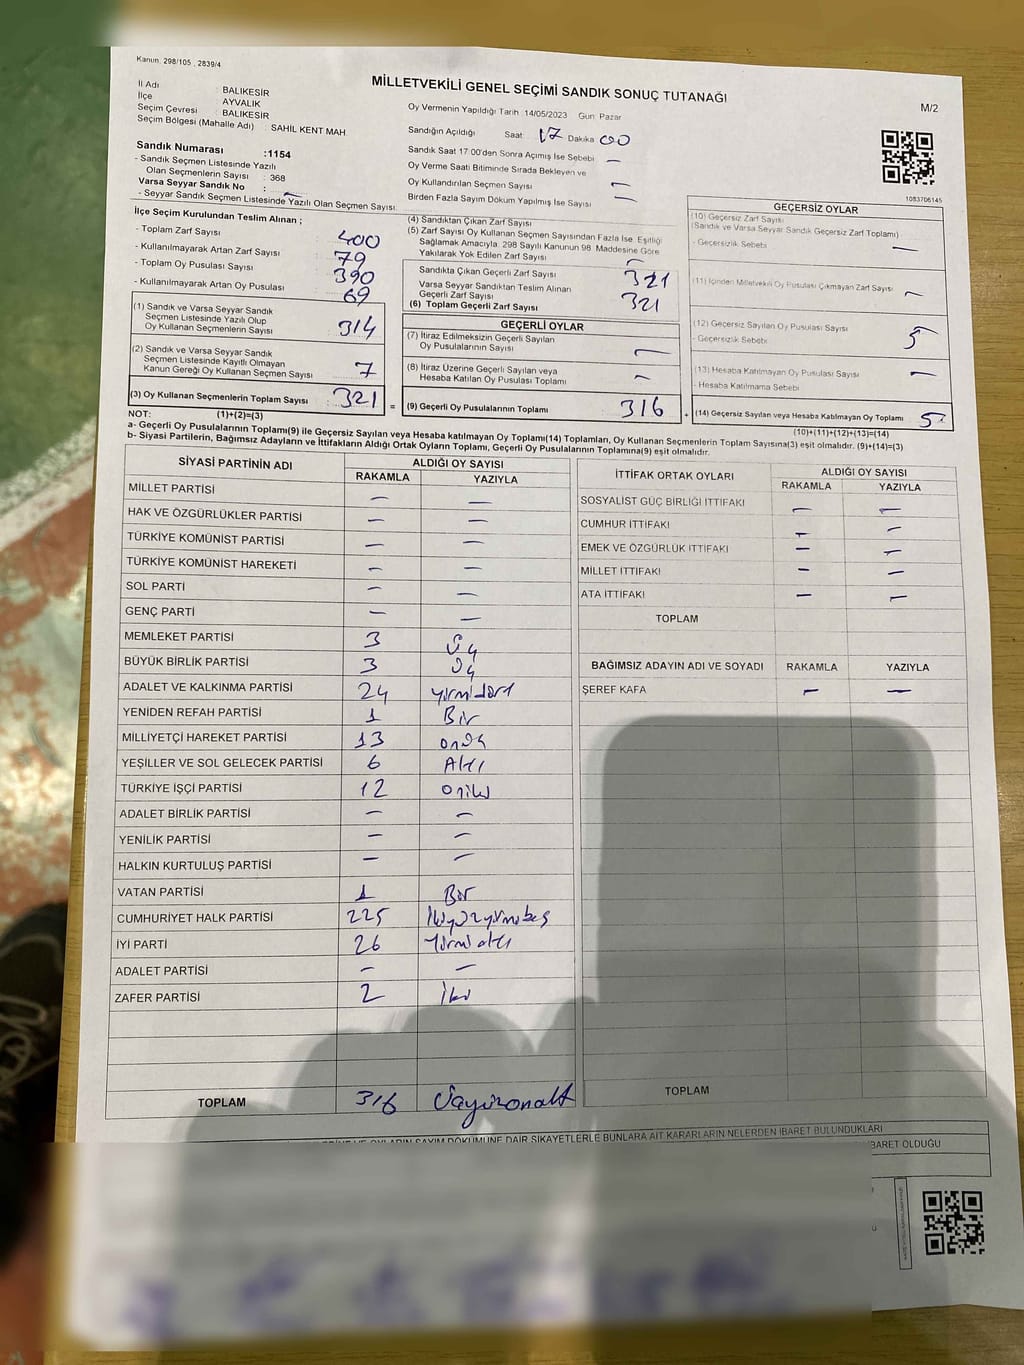 Kanun. 298/105 , 2839/4
MİLLETVEKİLİ GENEL SEÇİMİ SANDIK SONUÇ TUTANAĞI
M/2
İl Adı : BALIKESİR
İlçe : AYVALIK
Seçim Çevresi : BALIKESİR
Seçim Bölgesi (Mahalle Adı) : SAHİL KENT MAH.
Oy Vermenin Yapıldığı Tarih 14/05/2023 Gün Pazar
Sandığın Açıldığı Saat : 17 Dakika 00
Sandık Saat 17:00'den Sonra Açılmış İse Sebebi —
Oy Verme Saati Bitiminde Sırada Bekleyen ve
Oy Kullandırılan Seçmen Sayısı —
Birden Fazla Sayım Döküm Yapılmış İse Sayısı —
Sandık Numarası :1154
- Sandık Seçmen Listesinde Yazılı
Olan Seçmenlerin Sayısı : 368
Varsa Seyyar Sandık No : —
- Seyyar Sandık Seçmen Listesinde Yazılı Olan Seçmen Sayısı:
1083706145
İlçe Seçim Kurulundan Teslim Alınan ;
- Toplam Zarf Sayısı 400
- Kullanılmayarak Artan Zarf Sayısı 79
- Toplam Oy Pusulası Sayısı 390
- Kullanılmayarak Artan Oy Pusulası 69
(1) Sandık ve Varsa Seyyar Sandık
Seçmen Listesinde Yazılı Olup
Oy Kullanan Seçmenlerin Sayısı 314
(2) Sandık ve Varsa Seyyar Sandık
Seçmen Listesinde Kayıtlı Olmayan
Kanun Gereği Oy Kullanan Seçmen Sayısı 7
(3) Oy Kullanan Seçmenlerin Toplam Sayısı 321 =
(4) Sandıktan Çıkan Zarf Sayısı
(5) Zarf Sayısı Oy Kullanan Seçmen Sayısından Fazla İse, Eşitliği
Sağlamak Amacıyla, 298 Sayılı Kanunun 98. Maddesine Göre
Yakılarak Yok Edilen Zarf Sayısı —
Sandıkta Çıkan Geçerli Zarf Sayısı 321
Varsa Seyyar Sandıktan Teslim Alınan
Geçerli Zarf Sayısı
(6) Toplam Geçerli Zarf Sayısı 321
GEÇERLİ OYLAR
(7) İtiraz Edilmeksizin Geçerli Sayılan
Oy Pusulalarının Sayısı —
(8) İtiraz Üzerine Geçerli Sayılan veya
Hesaba Katılan Oy Pusulası Toplamı —
(9) Geçerli Oy Pusulalarının Toplamı 316 +
GEÇERSİZ OYLAR
(10) Geçersiz Zarf Sayısı
(Sandık ve Varsa Seyyar Sandık Geçersiz Zarf Toplamı)
- Geçersizlik Sebebi —
(11) İçinden Milletvekili Oy Pusulası Çıkmayan Zarf Sayısı —
(12) Geçersiz Sayılan Oy Pusulası Sayısı 5
- Geçersizlik Sebebi
(13) Hesaba Katılmayan Oy Pusulası Sayısı —
- Hesaba Katılmama Sebebi
(14) Geçersiz Sayılan veya Hesaba Katılmayan Oy Toplamı 5
NOT: (1)+(2)=(3)
(10)+(11)+(12)+(13)=(14)
a- Geçerli Oy Pusulalarının Toplamı(9) ile Geçersiz Sayılan veya Hesaba katılmayan Oy Toplamı(14) Toplamları, Oy Kullanan Seçmenlerin Toplam Sayısına(3) eşit olmalıdır. (9)+(14)=(3)
b- Siyasi Partilerin, Bağımsız Adayların ve İttifakların Aldığı Ortak Oyların Toplamı, Geçerli Oy Pusulalarının Toplamına(9) eşit olmalıdır.
SİYASİ PARTİNİN ADI ALDIĞI OY SAYISI
RAKAMLA YAZIYLA
MİLLET PARTİSİ — —
HAK VE ÖZGÜRLÜKLER PARTİSİ — —
TÜRKİYE KOMÜNİST PARTİSİ — —
TÜRKİYE KOMÜNİST HAREKETİ — —
SOL PARTİ — —
GENÇ PARTİ — —
MEMLEKET PARTİSİ 3 Üç
BÜYÜK BİRLİK PARTİSİ 3 Üç
ADALET VE KALKINMA PARTİSİ 24 yirmidört
YENİDEN REFAH PARTİSİ 1 Bir
MİLLİYETÇİ HAREKET PARTİSİ 13 onüç
YEŞİLLER VE SOL GELECEK PARTİSİ 6 Altı
TÜRKİYE İŞÇİ PARTİSİ 12 oniki
ADALET BİRLİK PARTİSİ — —
YENİLİK PARTİSİ — —
HALKIN KURTULUŞ PARTİSİ — —
VATAN PARTİSİ 1 Bir
CUMHURİYET HALK PARTİSİ 225 İkiyüzyirmibeş
İYİ PARTİ 26 Yirmialtı
ADALET PARTİSİ — —
ZAFER PARTİSİ 2 İki
TOPLAM 316 Üçyüzonaltı
İTTİFAK ORTAK OYLARI ALDIĞI OY SAYISI
RAKAMLA YAZIYLA
SOSYALİST GÜÇ BİRLİĞİ İTTİFAKI — —
CUMHUR İTTİFAKI — —
EMEK VE ÖZGÜRLÜK İTTİFAKI — —
MİLLET İTTİFAKI — —
ATA İTTİFAKI — —
TOPLAM
BAĞIMSIZ ADAYIN ADI VE SOYADI RAKAMLA YAZIYLA
ŞEREF KAFA — —
TOPLAM
OYLARIN SAYIM DÖKÜMÜNE DAİR ŞİKAYETLERLE BUNLARA AİT KARARLARIN NELERDEN İBARET BULUNDUKLARI
İBARET OLDUĞU